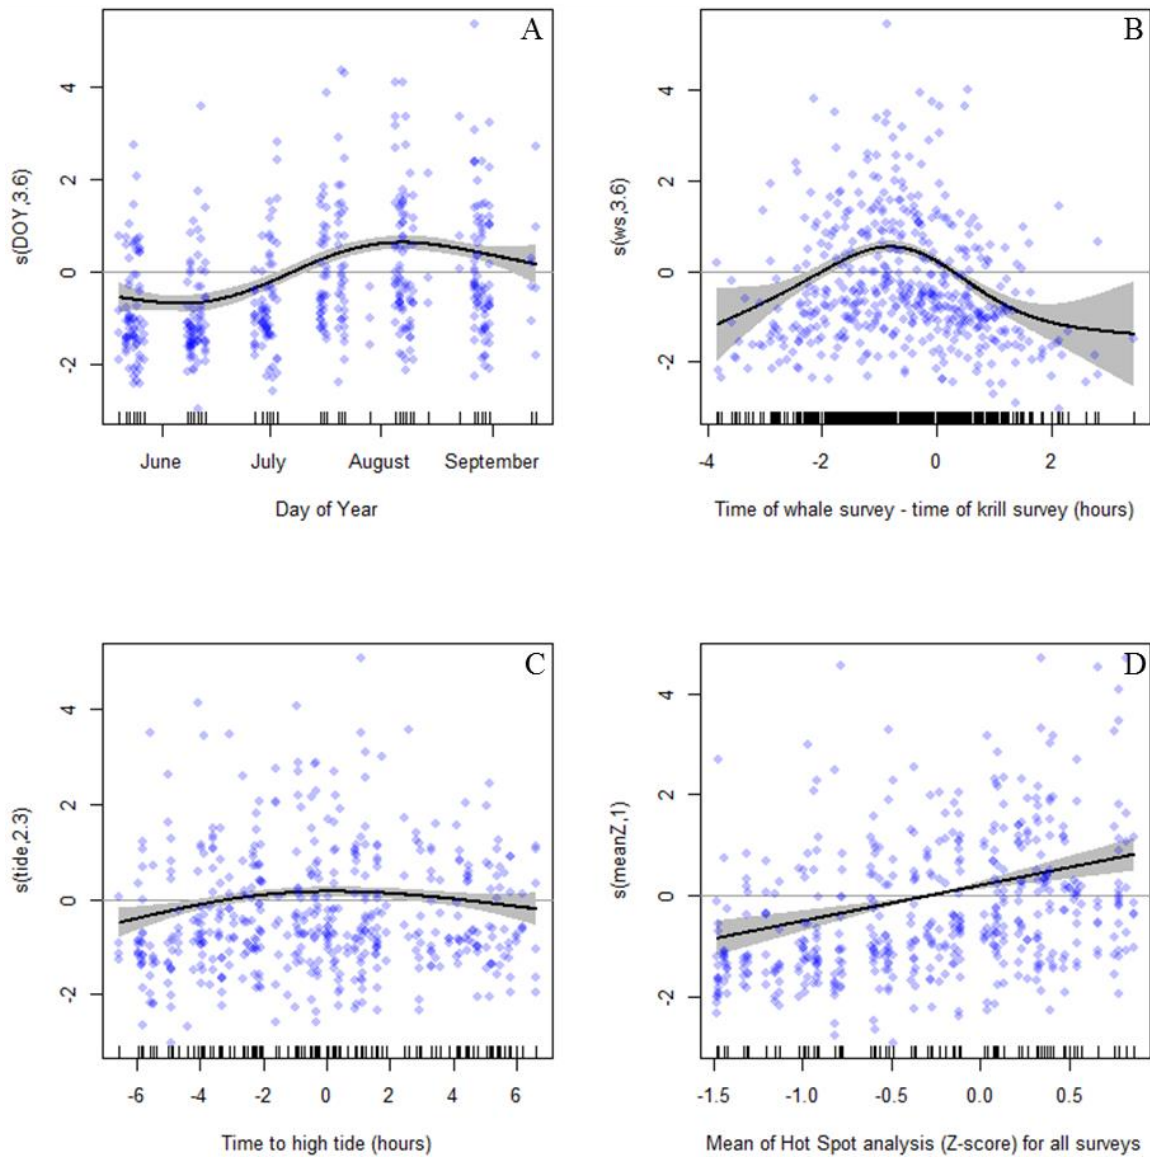 A
s(DOY,3.6)
4
2
0
-2
June July August September
Day of Year
B
s(ws,3.6)
4
2
0
-2
-4 -2 0 2
Time of whale survey - time of krill survey (hours)
C
s(tide,2.3)
4
2
0
-2
-6 -4 -2 0 2 4 6
Time to high tide (hours)
D
s(meanZ,1)
4
2
0
-2
-1.5 -1.0 -0.5 0.0 0.5
Mean of Hot Spot analysis (Z-score) for all surveys